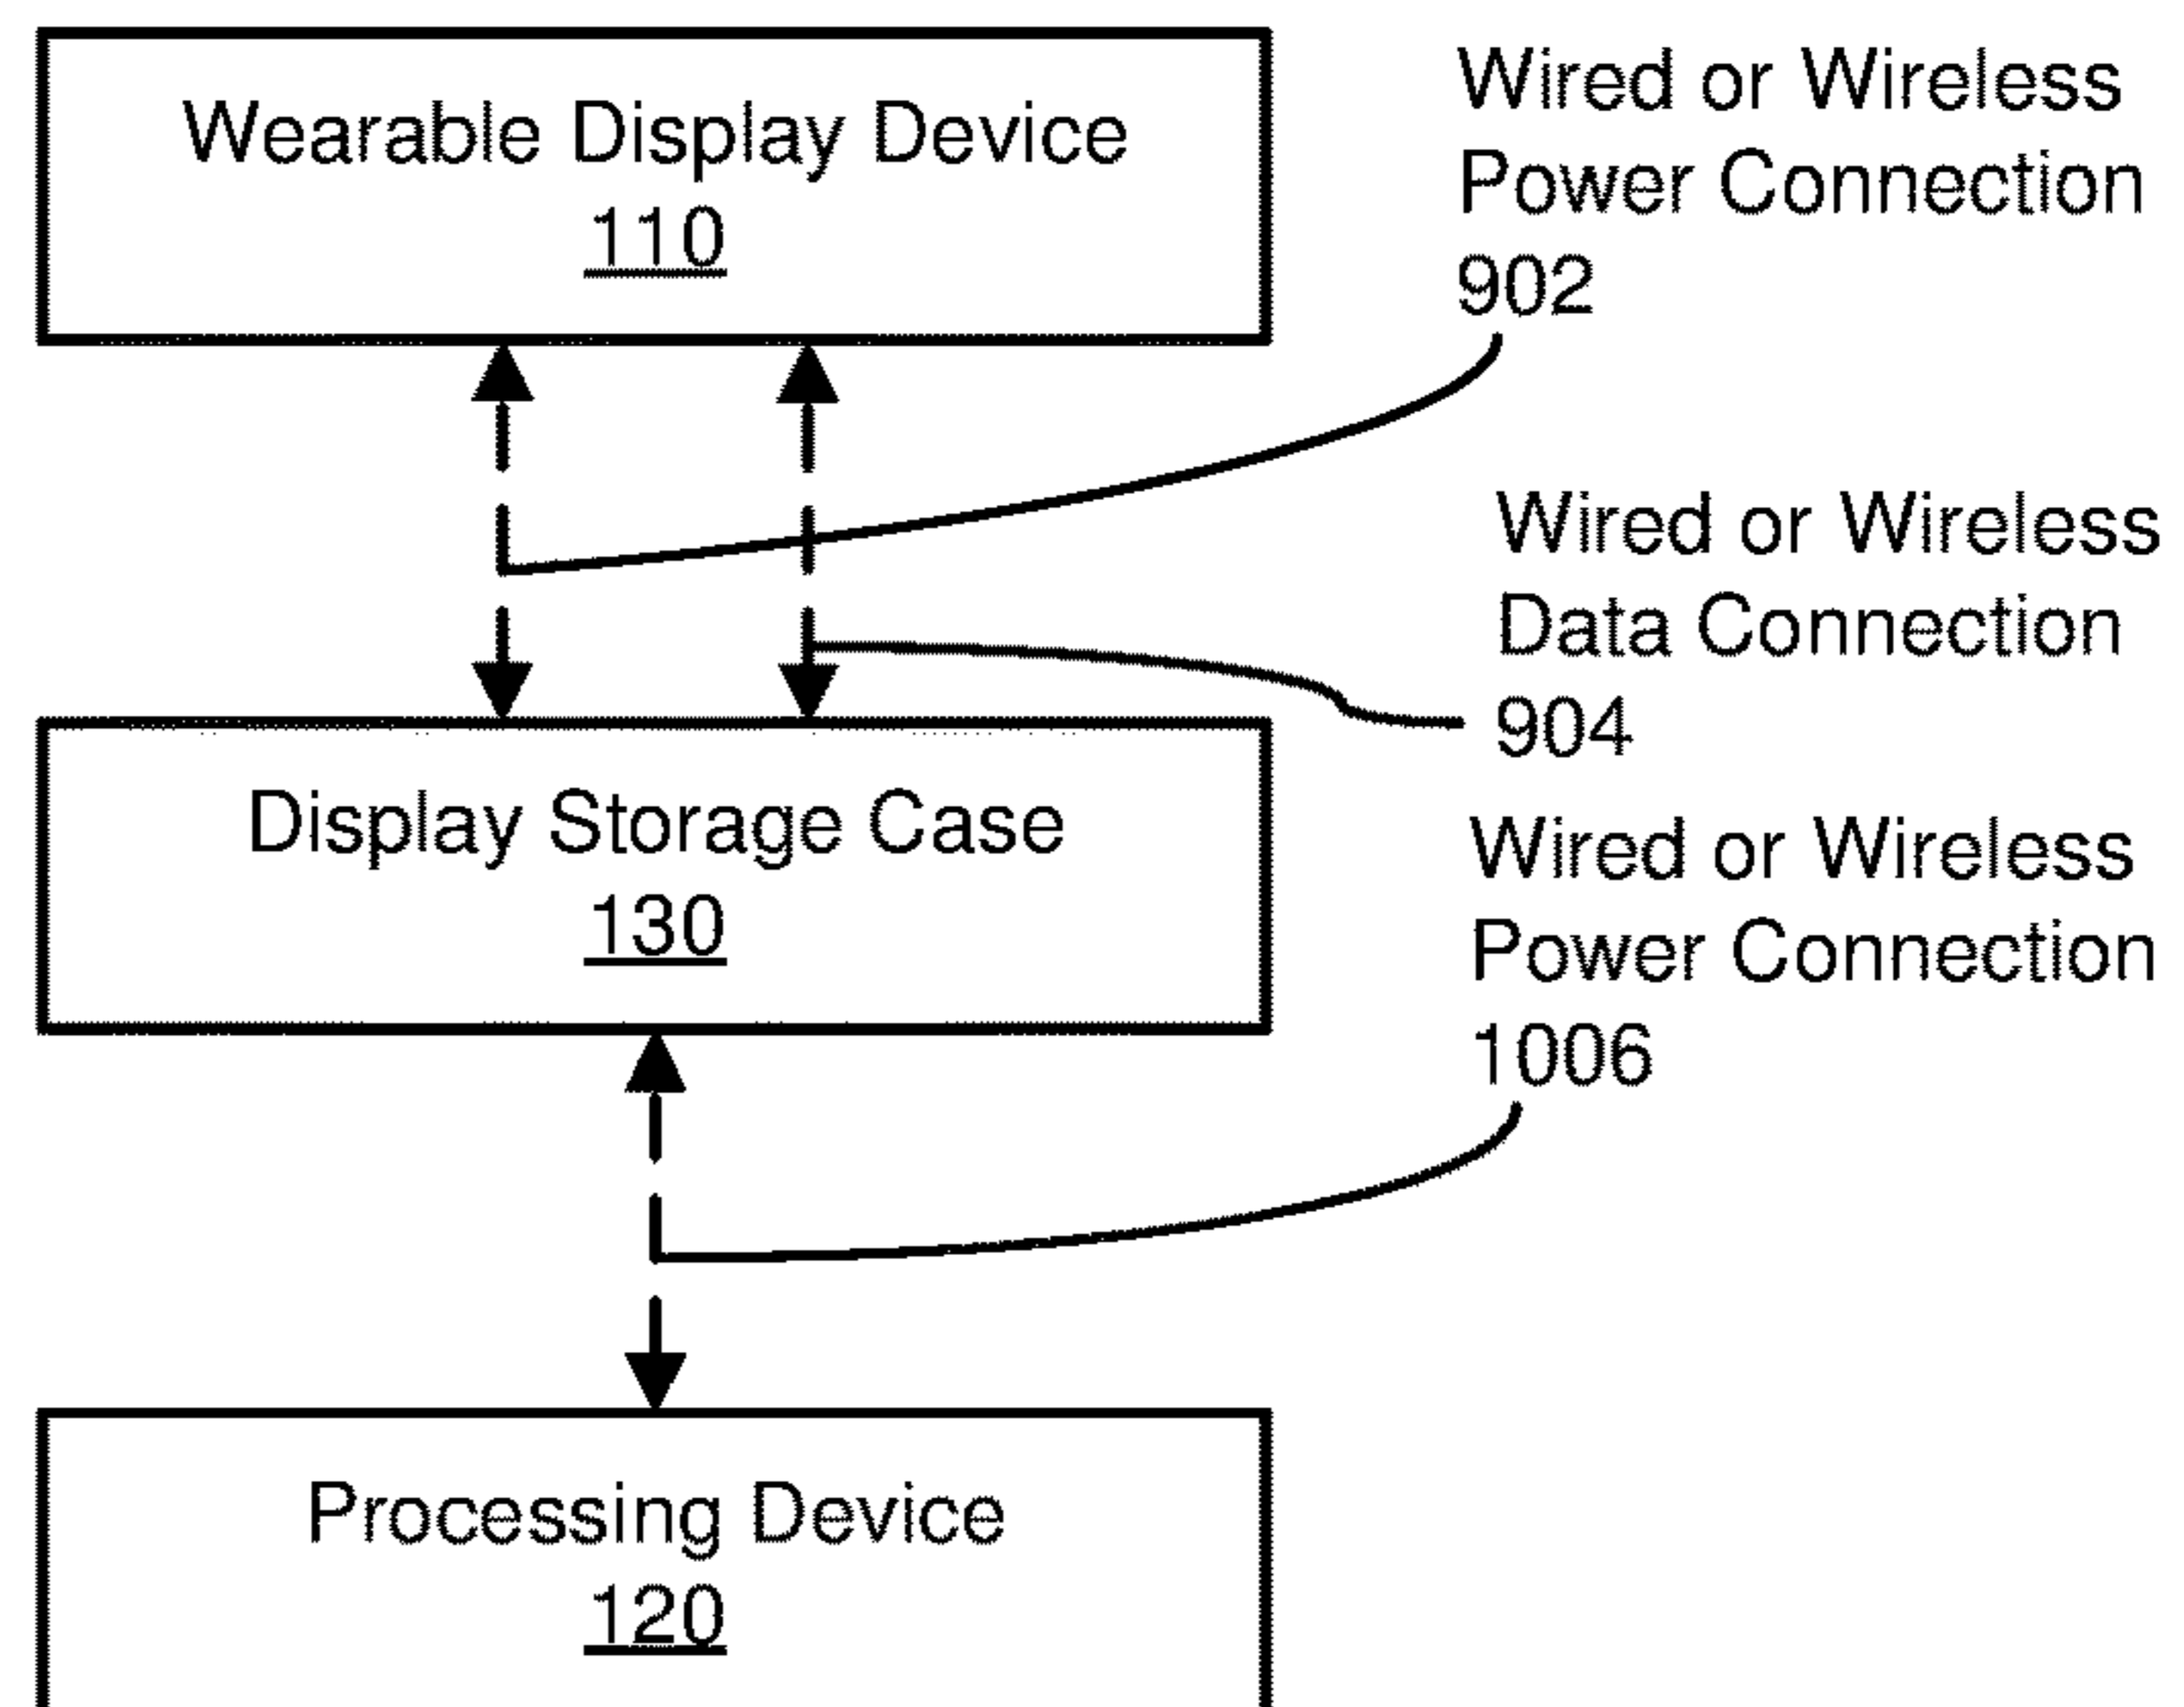 Wearable Display Device
110
Wired or Wireless
Power Connection
902
Wired or Wireless
Data Connection
904
Display Storage Case
130
Wired or Wireless
Power Connection
1006
Processing Device
120